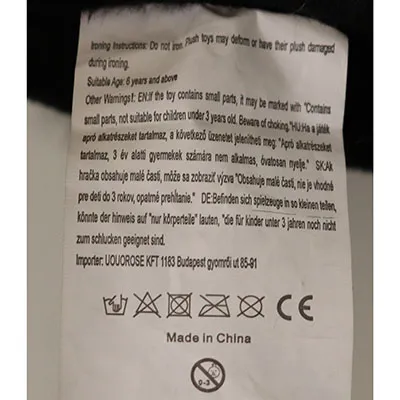 Ironing Instructions: Do not iron. Plush toys may deform or have their plush damaged
during ironing.
Suitable Age: 6 years and above
Other Warnings!: EN:If the toy contains small parts, it may be marked with "Contains
small parts, not suitable for children under 3 years old. Beware of choking."HU:Ha a játék
apró alkatrészeket tartalmaz, a következő üzenetet jelenítheti meg: "Apró alkatrészeket
tartalmaz, 3 év alatti gyermekek számára nem alkalmas, óvatosan nyelje." SK:Ak
hračka obsahuje malé časti, môže sa zobraziť výzva "Obsahuje malé časti, nie je vhodné
pre deti do 3 rokov, opatrné prehĺtanie." DE:Befinden sich spielzeuge in so kleinen teilen,
könnte der hinweis auf "nur körperteile" lauten, "die für kinder unter 3 jahren noch nicht
zum schlucken geeignet sind.
Importer: UOUOROSE KFT 1183 Budapest gyomrői ut 85-91
CE
Made in China
0-3